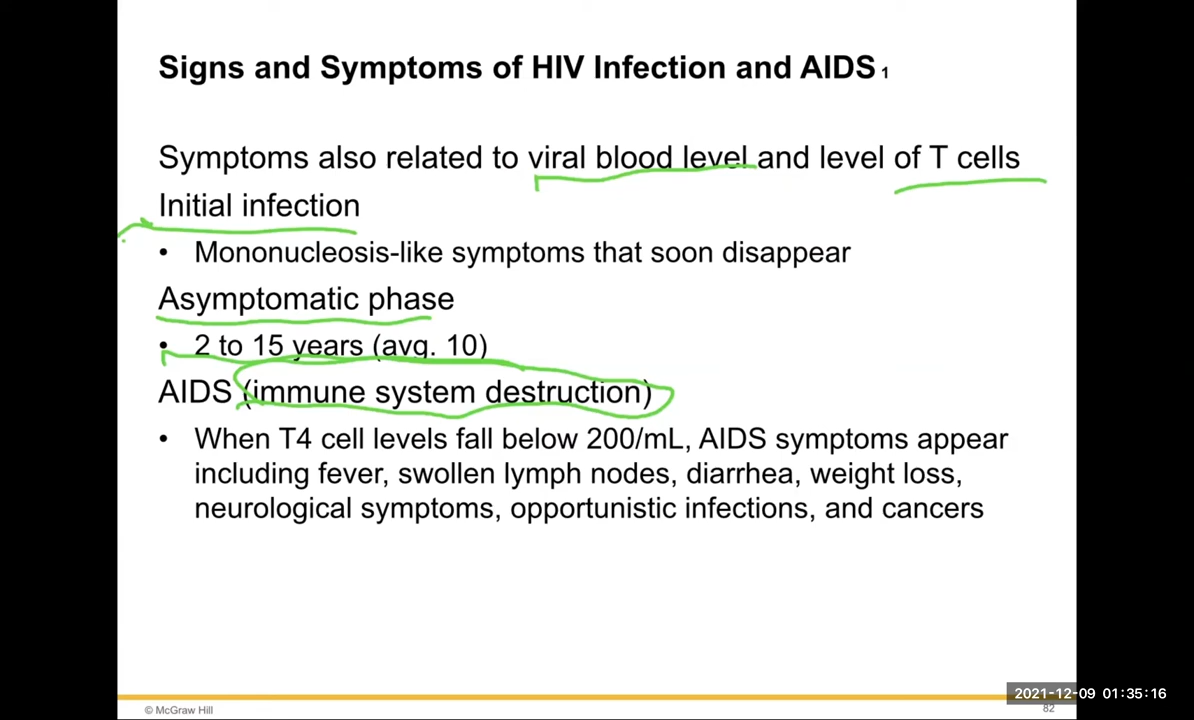 Signs and Symptoms of HIV Infection and AIDS 1
Symptoms also related to viral blood level and level of T cells
Initial infection
• Mononucleosis-like symptoms that soon disappear
Asymptomatic phase
• 2 to 15 years (avg. 10)
AIDS (immune system destruction)
• When T4 cell levels fall below 200/mL, AIDS symptoms appear
including fever, swollen lymph nodes, diarrhea, weight loss,
neurological symptoms, opportunistic infections, and cancers
2021-12-09 01:35:16
© McGraw Hill
82